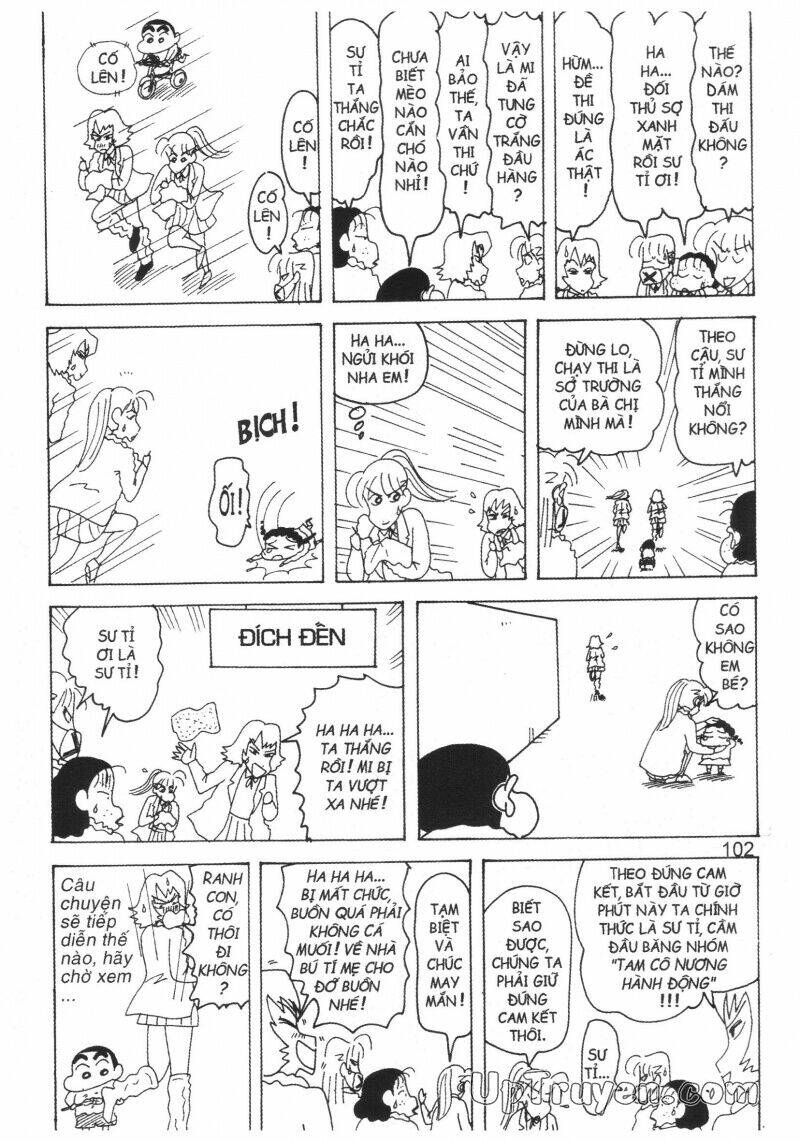 THẾ
NÀO?
DÁM
THI
ĐẤU
KHÔNG?
HA
HA...
ĐỐI
THỦ SỢ
XANH
MẶT
RỒI SƯ
TỈ ƠI!
HỪM...
ĐỀ
THI
ĐÚNG
LÀ
ÁC
THẬT!
VẬY
LÀ MI
ĐÃ
TUNG
CỜ
TRẮNG
ĐẦU
HÀNG
?
AI
BẢO
THẾ, TA
VẪN
THI
CHỨ!
CHƯA
BIẾT
MÈO
NÀO
CẮN
CHÓ
NÀO
NHỈ!
SƯ
TỈ
TA
THẮNG
CHẮC
RỒI!
CỐ
LÊN!
CỐ
LÊN
!
CỐ
LÊN!
THEO
CẬU, SƯ
TỈ MÌNH
THẮNG
NỔI
KHÔNG?
ĐỪNG LO,
CHẠY THI LÀ
SỞ TRƯỜNG
CỦA BÀ CHỊ
MÌNH MÀ!
HA HA...
NGỬI KHÓI
NHA EM!
BỊCH!
ỐI!
CÓ
SAO
KHÔNG
EM
BÉ?
ĐÍCH ĐẾN
HA HA HA...
TA THẮNG
RỒI! MI BỊ
TA VƯỢT
XA NHÉ!
SƯ TỈ
ƠI LÀ
SƯ TỈ!
102
THEO ĐÚNG CAM
KẾT, BẮT ĐẦU TỪ GIỜ
PHÚT NÀY TA CHÍNH
THỨC LÀ SƯ TỈ, CẦM
ĐẦU BĂNG NHÓM
"TAM CÔ NƯƠNG
HÀNH ĐỘNG"
!!!
BIẾT
SAO
ĐƯỢC,
CHÚNG TA
PHẢI GIỮ
ĐÚNG
CAM KẾT
THÔI.
SƯ
TỈ...
TẠM
BIỆT
VÀ
CHÚC
MAY
MẮN!
HA HA HA...
BỊ MẤT CHỨC,
BUỒN QUÁ PHẢI
KHÔNG CÁ
MUỐI! VỀ NHÀ
BÚ TÍ MẸ CHO
ĐỠ BUỒN
NHÉ!
RANH
CON,
CÓ
THÔI
ĐI
KHÔNG
?
Câu
chuyện
sẽ tiếp
diễn thế
nào, hãy
chờ xem
...
UpTruyen.com